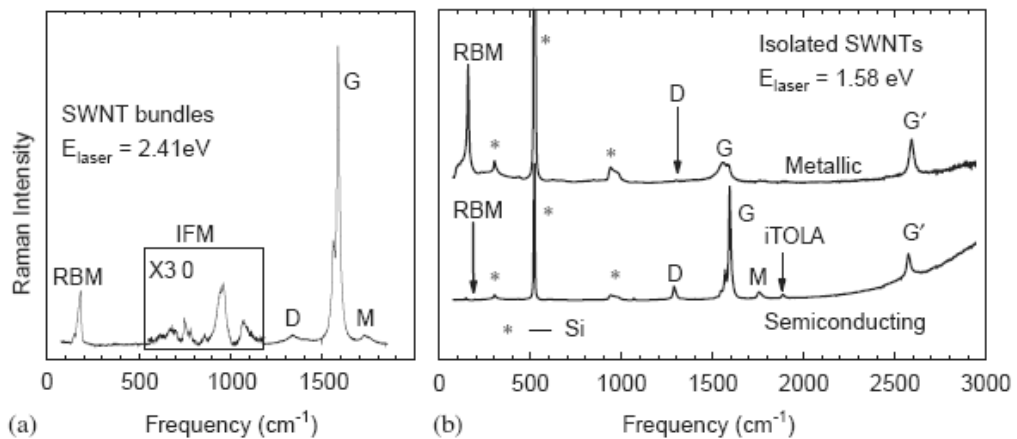 Raman Intensity
SWNT bundles
E_laser = 2.41eV
G
IFM
X3 0
RBM
D
M
0
500
1000
1500
(a)
Frequency (cm⁻¹)
RBM
*
Isolated SWNTs
E_laser = 1.58 eV
D
G'
*
*
G
Metallic
RBM
*
G
iTOLA
G'
*
*
D
M
* — Si
Semiconducting
0
500
1000
1500
2000
2500
3000
(b)
Frequency (cm⁻¹)